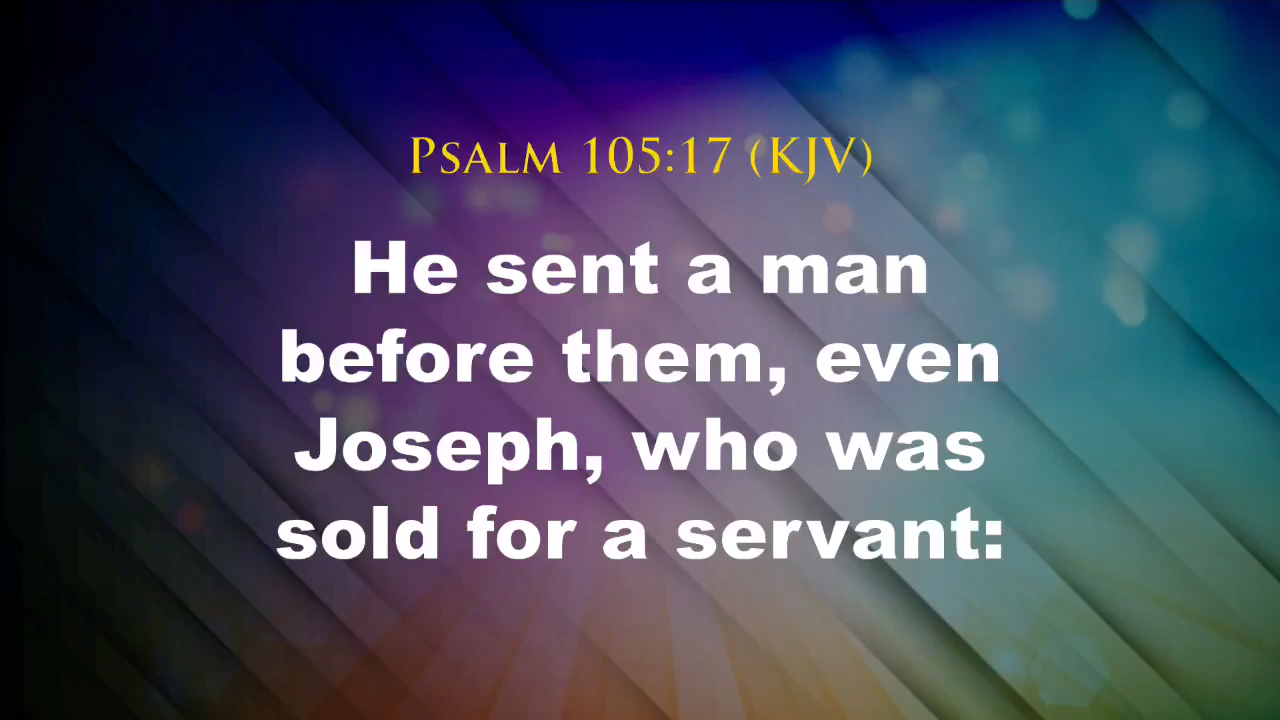 Psalm 105:17 (KJV)
He sent a man
before them, even
Joseph, who was
sold for a servant: